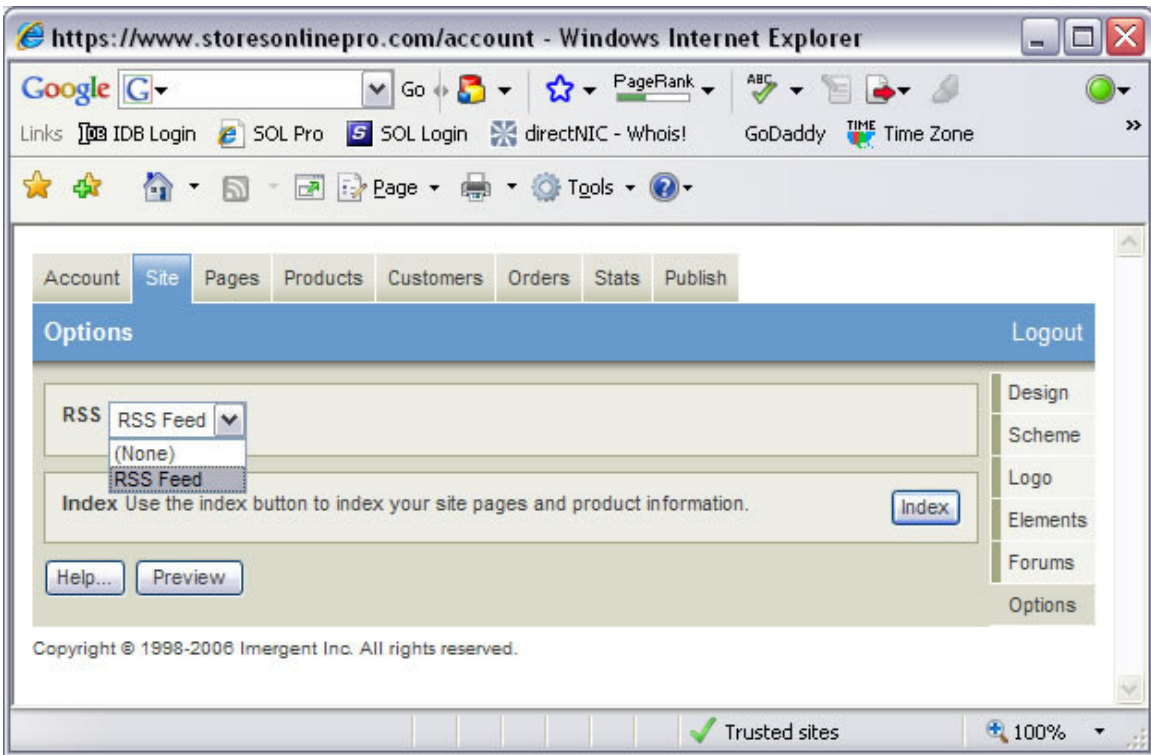 https://www.storesonlinepro.com/account - Windows Internet Explorer
Google G Go PageRank ABC
Links IDB IDB Login SOL Pro S SOL Login directNIC - Whois! GoDaddy TIME Time Zone »
Page Tools ?
Account Site Pages Products Customers Orders Stats Publish
Options Logout
RSS RSS Feed
(None)
RSS Feed
Index Use the index button to index your site pages and product information. Index
Help... Preview
Design
Scheme
Logo
Elements
Forums
Options
Copyright © 1998-2006 Imergent Inc. All rights reserved.
Trusted sites 100%